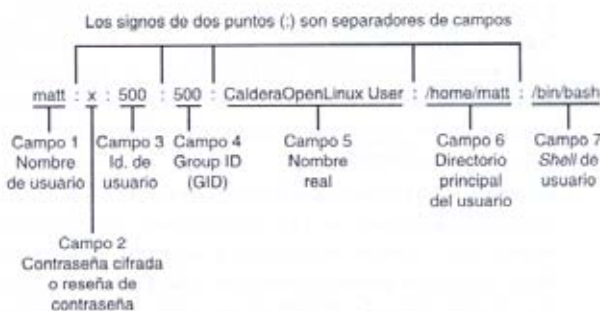 Los signos de dos puntos (:) son separadores de campos
matt : x : 500 : 500 : CalderaOpenLinux User : /home/matt : /bin/bash
Campo 1
Nombre
de usuario
Campo 3
Id. de
usuario
Campo 4
Group ID
(GID)
Campo 5
Nombre
real
Campo 6
Directorio
principal
del usuario
Campo 7
Shell de
usuario
Campo 2
Contraseña cifrada
o reseña de
contraseña